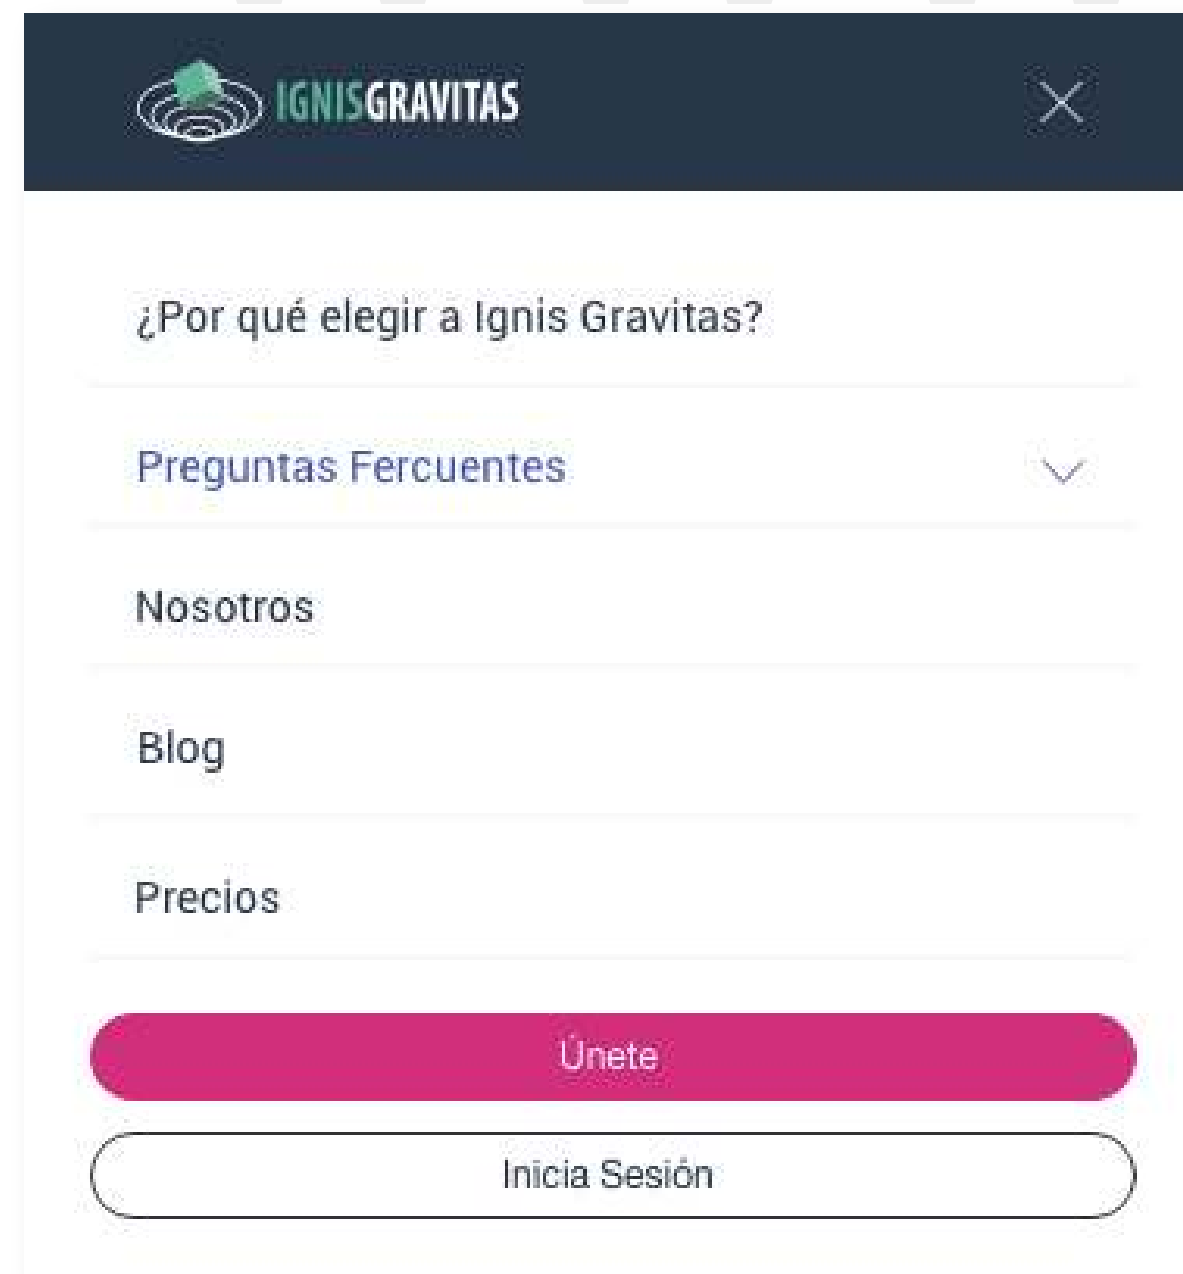 IGNISGRAVITAS
¿Por qué elegir a Ignis Gravitas?
Preguntas Fercuentes
Nosotros
Blog
Precios
Únete
Inicia Sesión